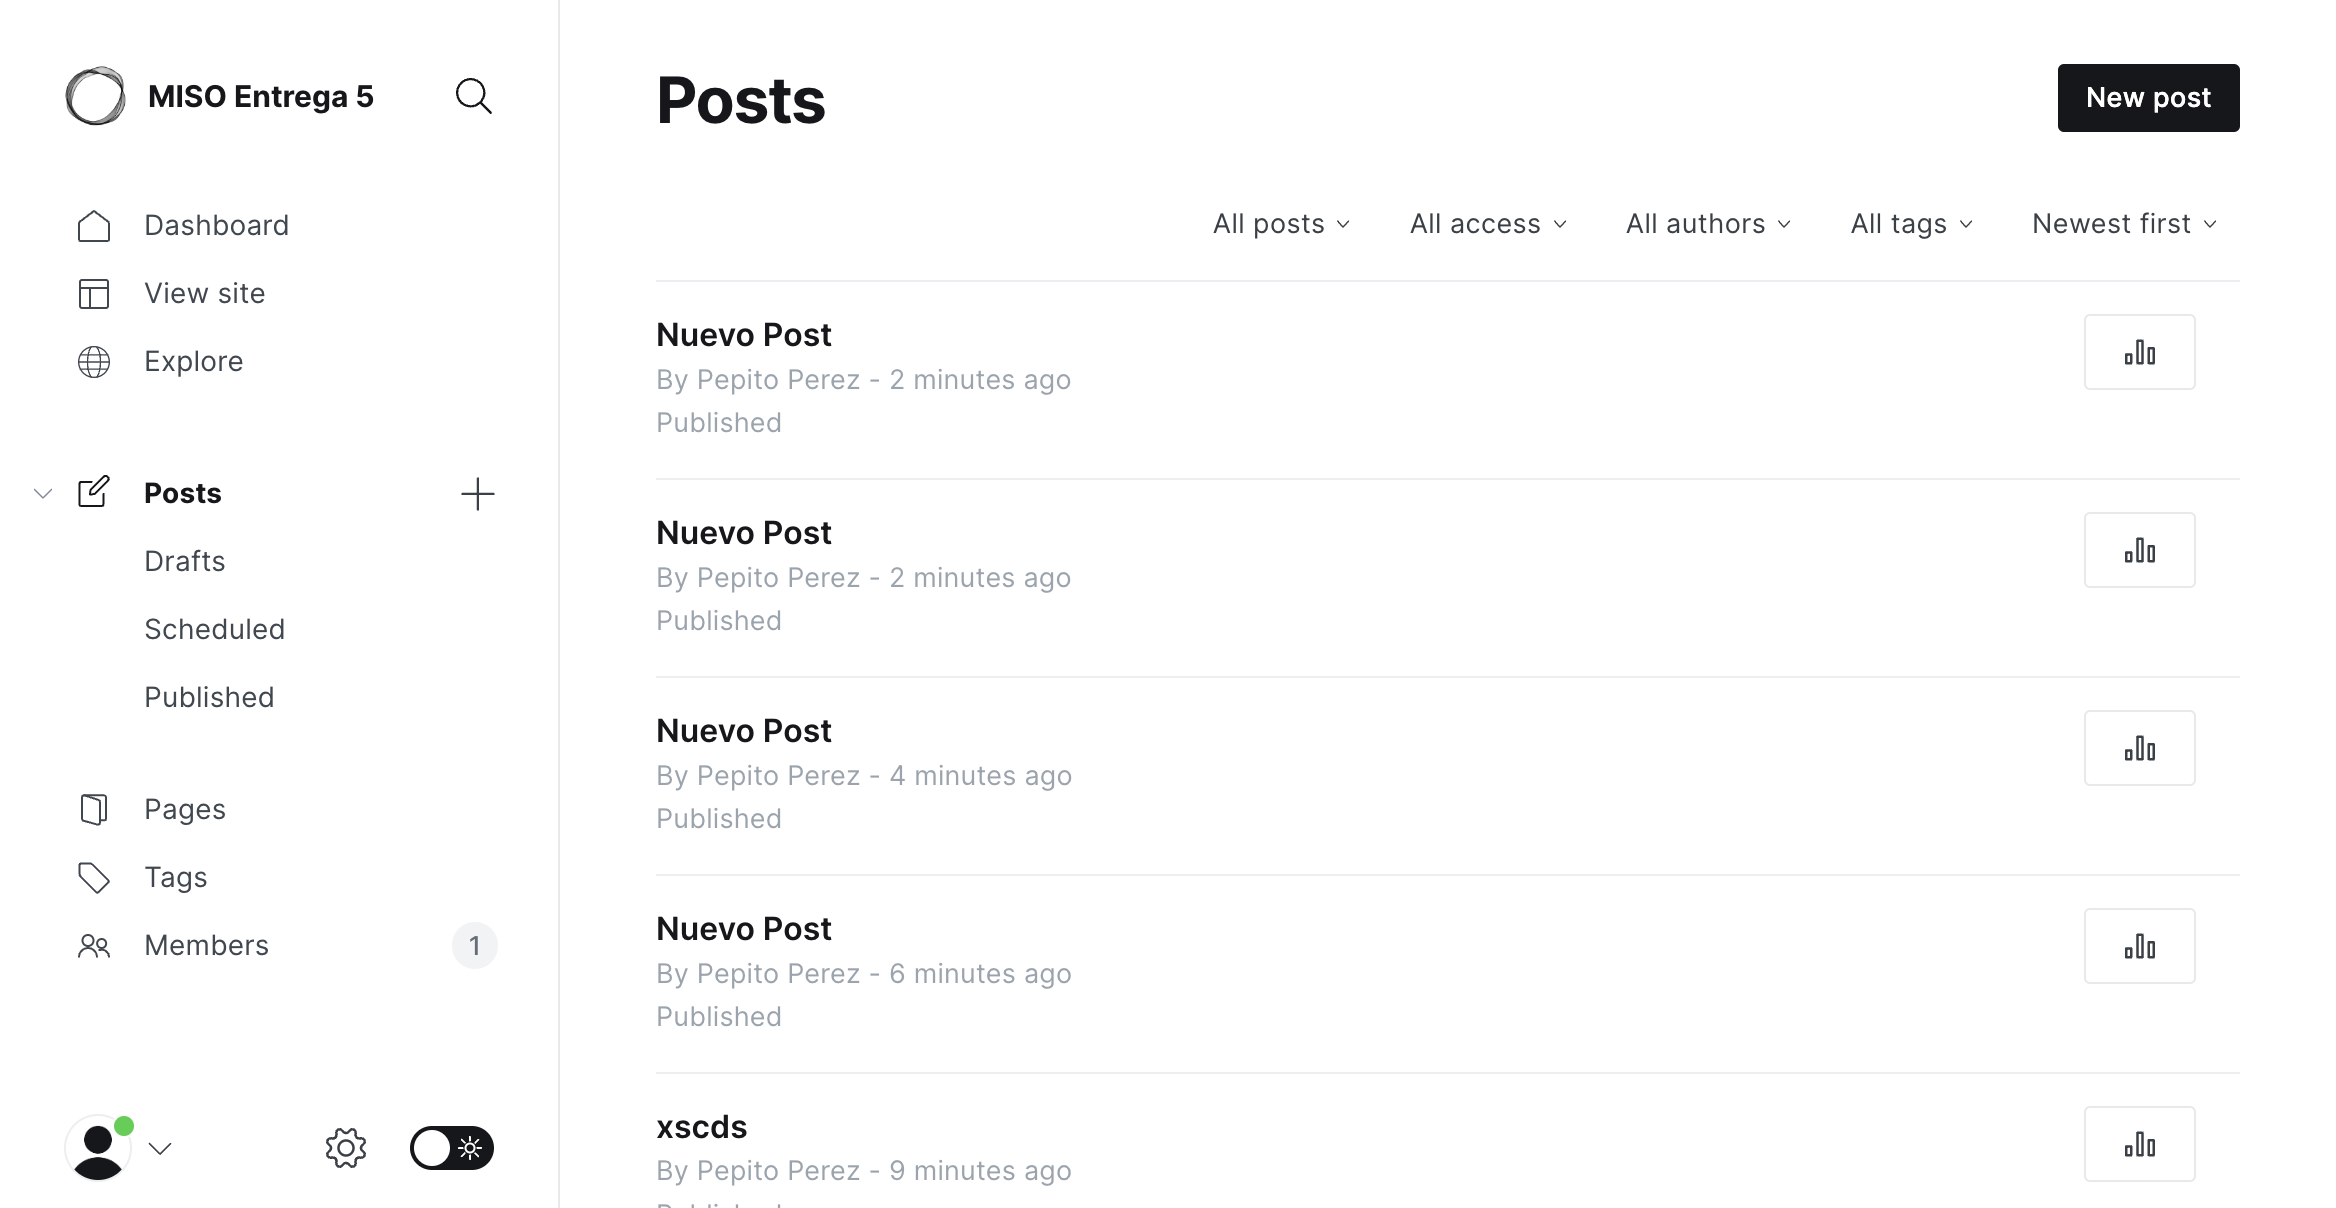 MISO Entrega 5
Dashboard
View site
Explore
Posts
Drafts
Scheduled
Published
Pages
Tags
Members 1
Posts
New post
All posts All access All authors All tags Newest first
Nuevo Post
By Pepito Perez - 2 minutes ago
Published
Nuevo Post
By Pepito Perez - 2 minutes ago
Published
Nuevo Post
By Pepito Perez - 4 minutes ago
Published
Nuevo Post
By Pepito Perez - 6 minutes ago
Published
xscds
By Pepito Perez - 9 minutes ago